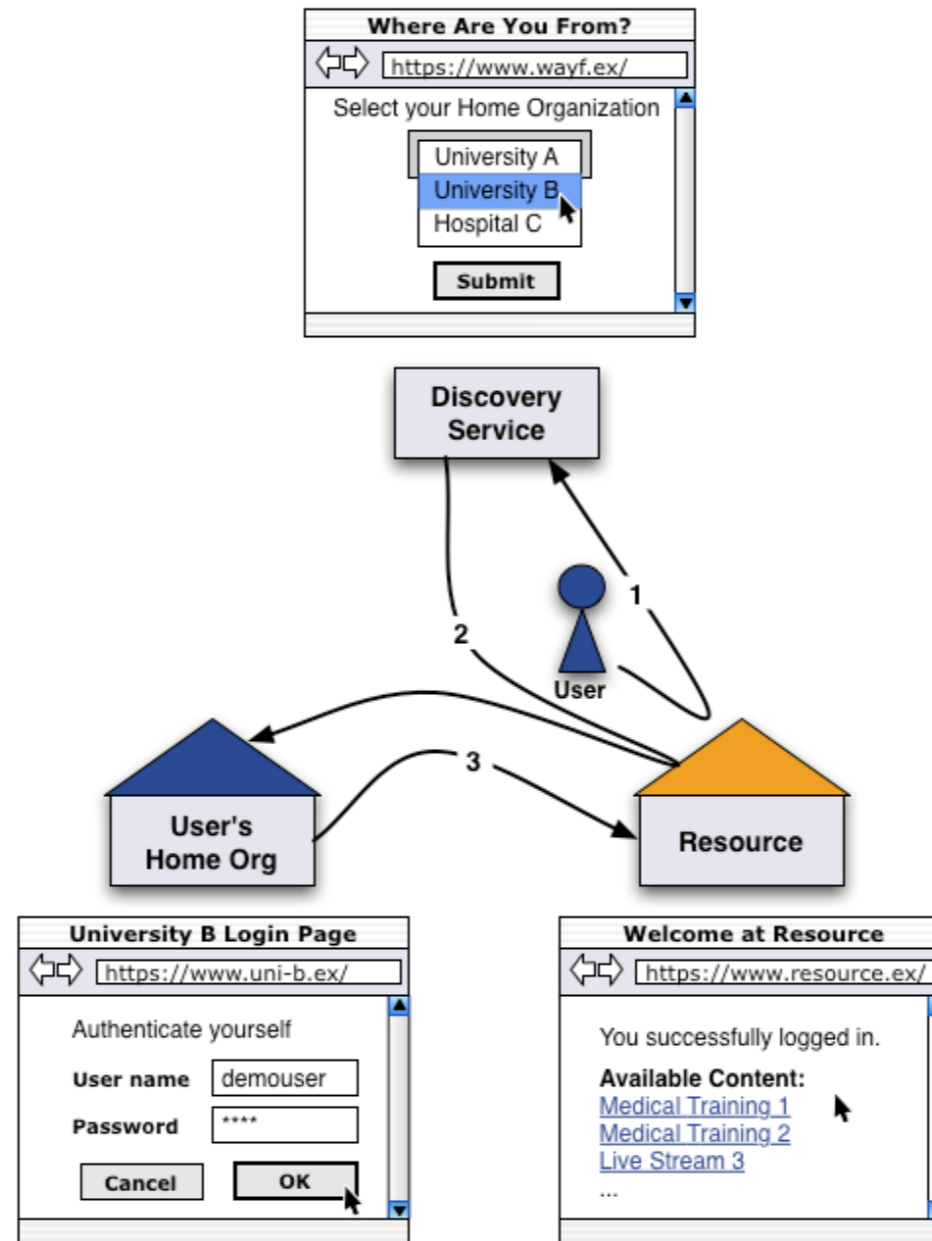 Where Are You From?
https://www.wayf.ex/
Select your Home Organization
University A
University B
Hospital C
Submit
Discovery
Service
1
2
User
3
User's
Home Org
Resource
University B Login Page
https://www.uni-b.ex/
Authenticate yourself
User name demouser
Password ****
Cancel OK
Welcome at Resource
https://www.resource.ex/
You successfully logged in.
Available Content:
Medical Training 1
Medical Training 2
Live Stream 3
...